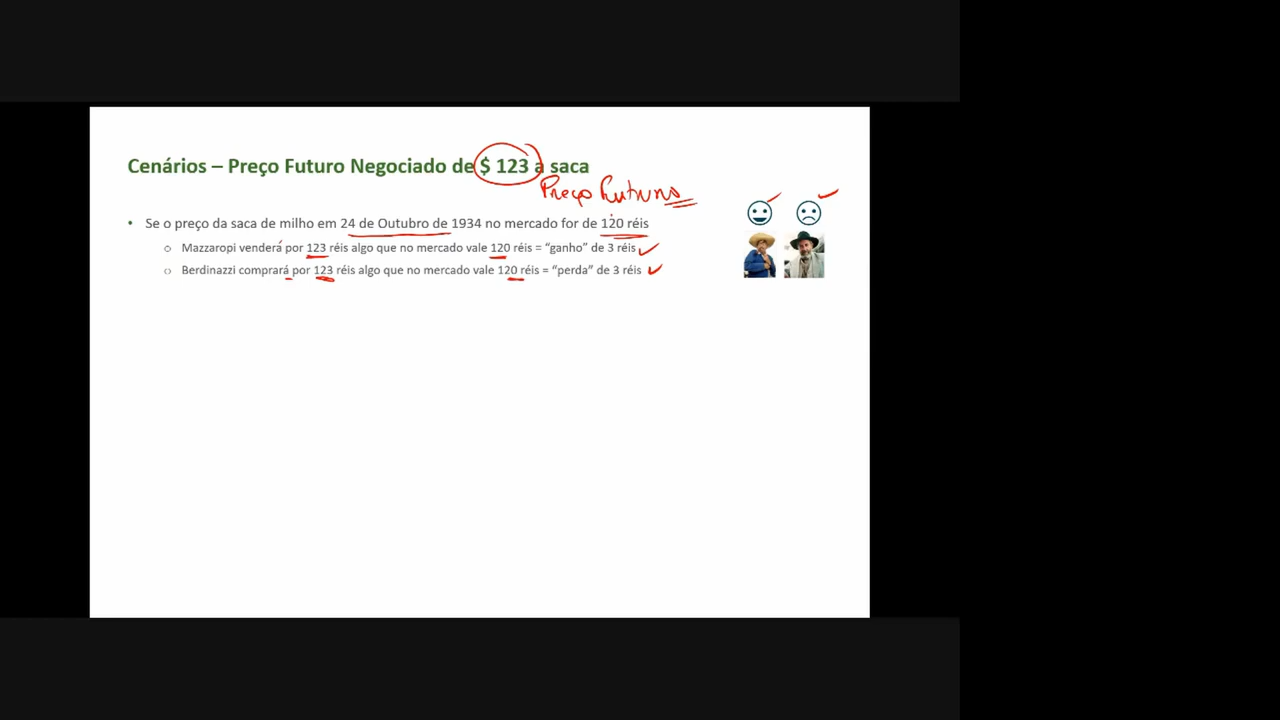 Cenários – Preço Futuro Negociado de $ 123 a saca
Preço Futuro
• Se o preço da saca de milho em 24 de Outubro de 1934 no mercado for de 120 réis
o Mazzaropi venderá por 123 réis algo que no mercado vale 120 réis = “ganho” de 3 réis
o Berdinazzi comprará por 123 réis algo que no mercado vale 120 réis = “perda” de 3 réis